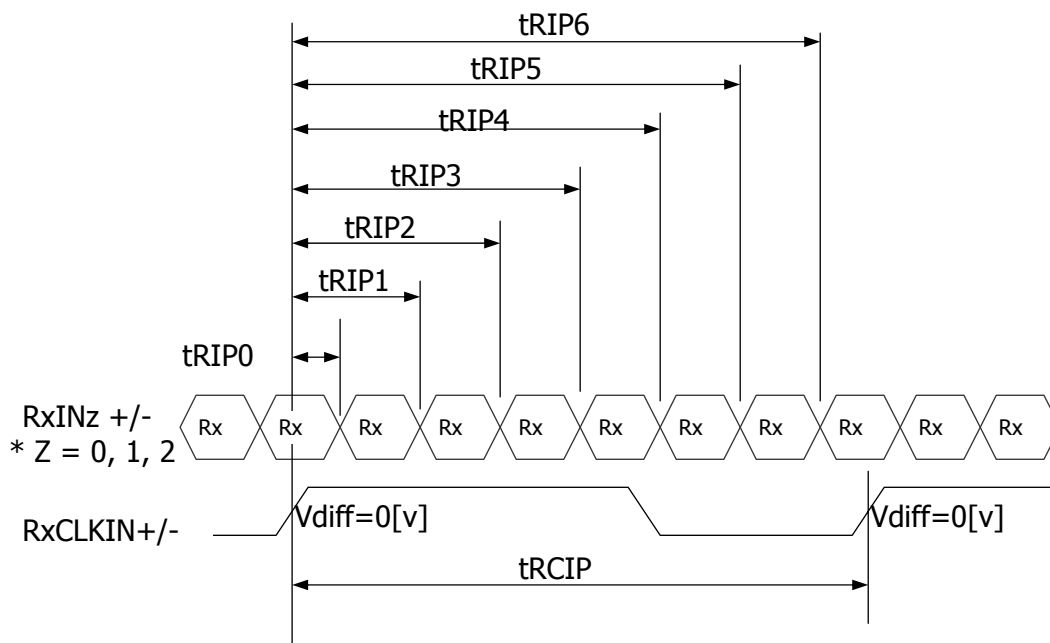 tRIP6
tRIP5
tRIP4
tRIP3
tRIP2
tRIP1
tRIP0
RxINz +/-
* Z = 0, 1, 2
Rx Rx Rx Rx Rx Rx Rx Rx Rx Rx Rx
RxCLKIN+/-
Vdiff=0[v] Vdiff=0[v]
tRCIP